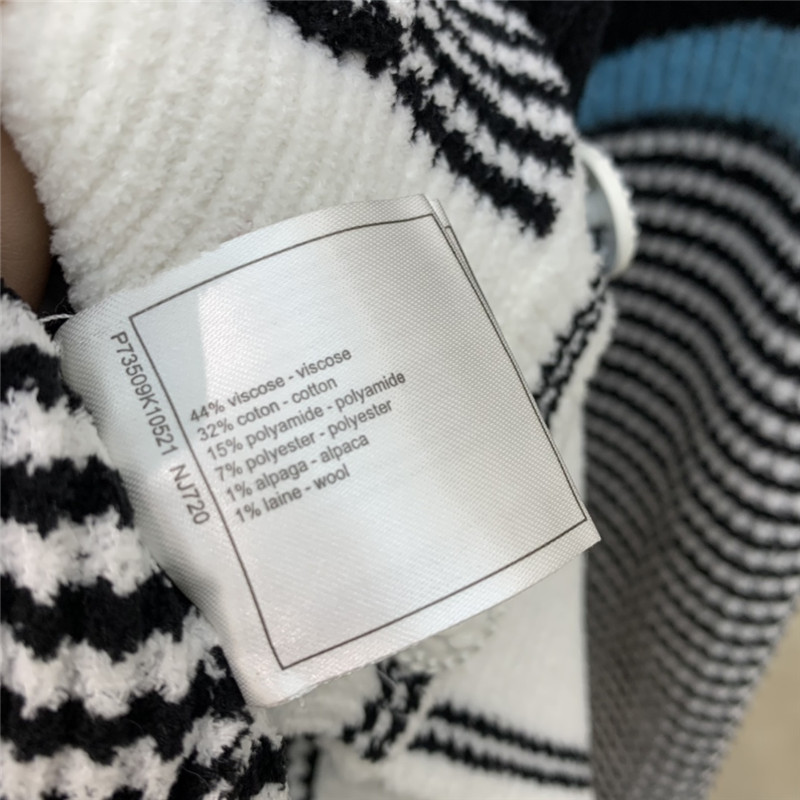 P73509K10521 NJ720
44% viscose - viscose
32% coton - cotton
15% polyamide - polyamide
7% polyester - polyester
1% alpaga - alpaca
1% laine - wool